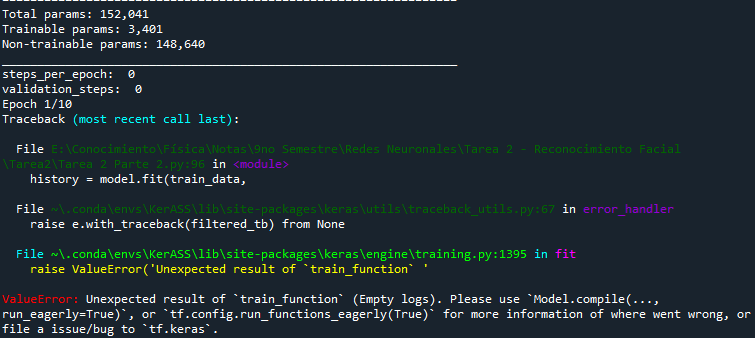 Total params: 152,041
Trainable params: 3,401
Non-trainable params: 148,640
_________________________________________________________________
steps_per_epoch:  0
validation_steps:  0
Epoch 1/10
Traceback (most recent call last):
  File E:\Conocimiento\Física\Notas\9no Semestre\Redes Neuronales\Tarea 2 - Reconocimiento Facial
\Tarea2\Tarea 2 Parte 2.py:96 in <module>
    history = model.fit(train_data,
  File ~\.conda\envs\KerASS\lib\site-packages\keras\utils\traceback_utils.py:67 in error_handler
    raise e.with_traceback(filtered_tb) from None
  File ~\.conda\envs\KerASS\lib\site-packages\keras\engine\training.py:1395 in fit
    raise ValueError('Unexpected result of `train_function` '
ValueError: Unexpected result of `train_function` (Empty logs). Please use `Model.compile(...,
run_eagerly=True)`, or `tf.config.run_functions_eagerly(True)` for more information of where went wrong, or
file a issue/bug to `tf.keras`.